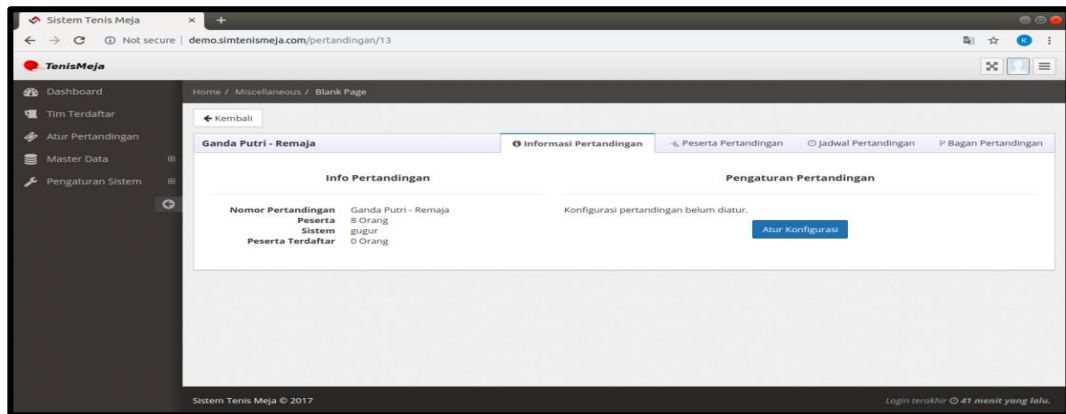 Sistem Tenis Meja
Not secure | demo.simtenismeja.com/pertandingan/13
K
TenisMeja
Dashboard
Tim Terdaftar
Atur Pertandingan
Master Data
Pengaturan Sistem
Home / Miscellaneous / Blank Page
Kembali
Ganda Putri - Remaja
Informasi Pertandingan
Peserta Pertandingan
Jadwal Pertandingan
Bagan Pertandingan
Info Pertandingan
Nomor Pertandingan Ganda Putri - Remaja
Peserta 8 Orang
Sistem gugur
Peserta Terdaftar 0 Orang
Pengaturan Pertandingan
Konfigurasi pertandingan belum diatur.
Atur Konfigurasi
Sistem Tenis Meja © 2017
Login terakhir 41 menit yang lalu.